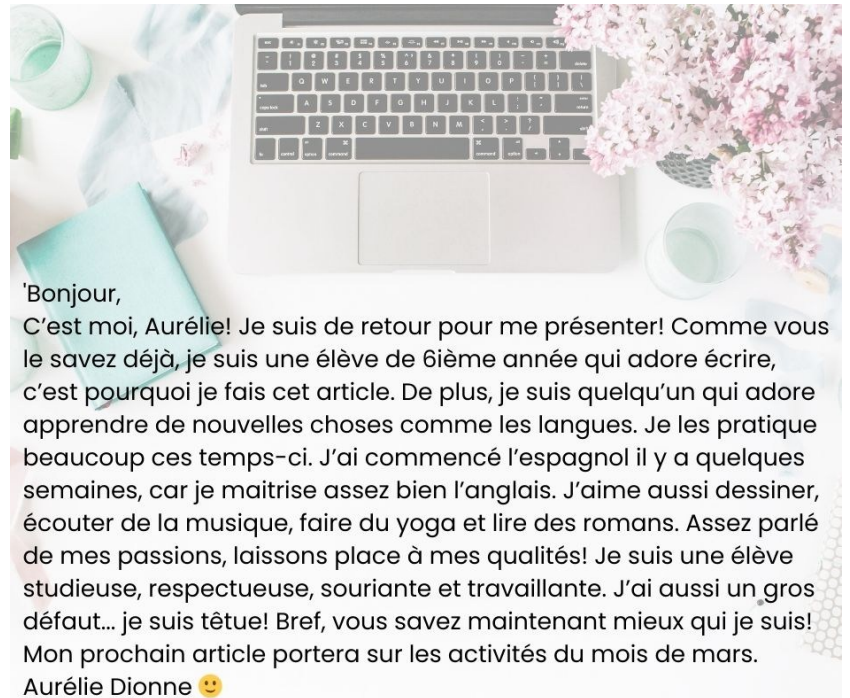 'Bonjour,
C’est moi, Aurélie! Je suis de retour pour me présenter! Comme vous
le savez déjà, je suis une élève de 6ième année qui adore écrire,
c’est pourquoi je fais cet article. De plus, je suis quelqu’un qui adore
apprendre de nouvelles choses comme les langues. Je les pratique
beaucoup ces temps-ci. J’ai commencé l’espagnol il y a quelques
semaines, car je maitrise assez bien l’anglais. J’aime aussi dessiner,
écouter de la musique, faire du yoga et lire des romans. Assez parlé
de mes passions, laissons place à mes qualités! Je suis une élève
studieuse, respectueuse, souriante et travaillante. J’ai aussi un gros
défaut... je suis têtue! Bref, vous savez maintenant mieux qui je suis!
Mon prochain article portera sur les activités du mois de mars.
Aurélie Dionne 🙂